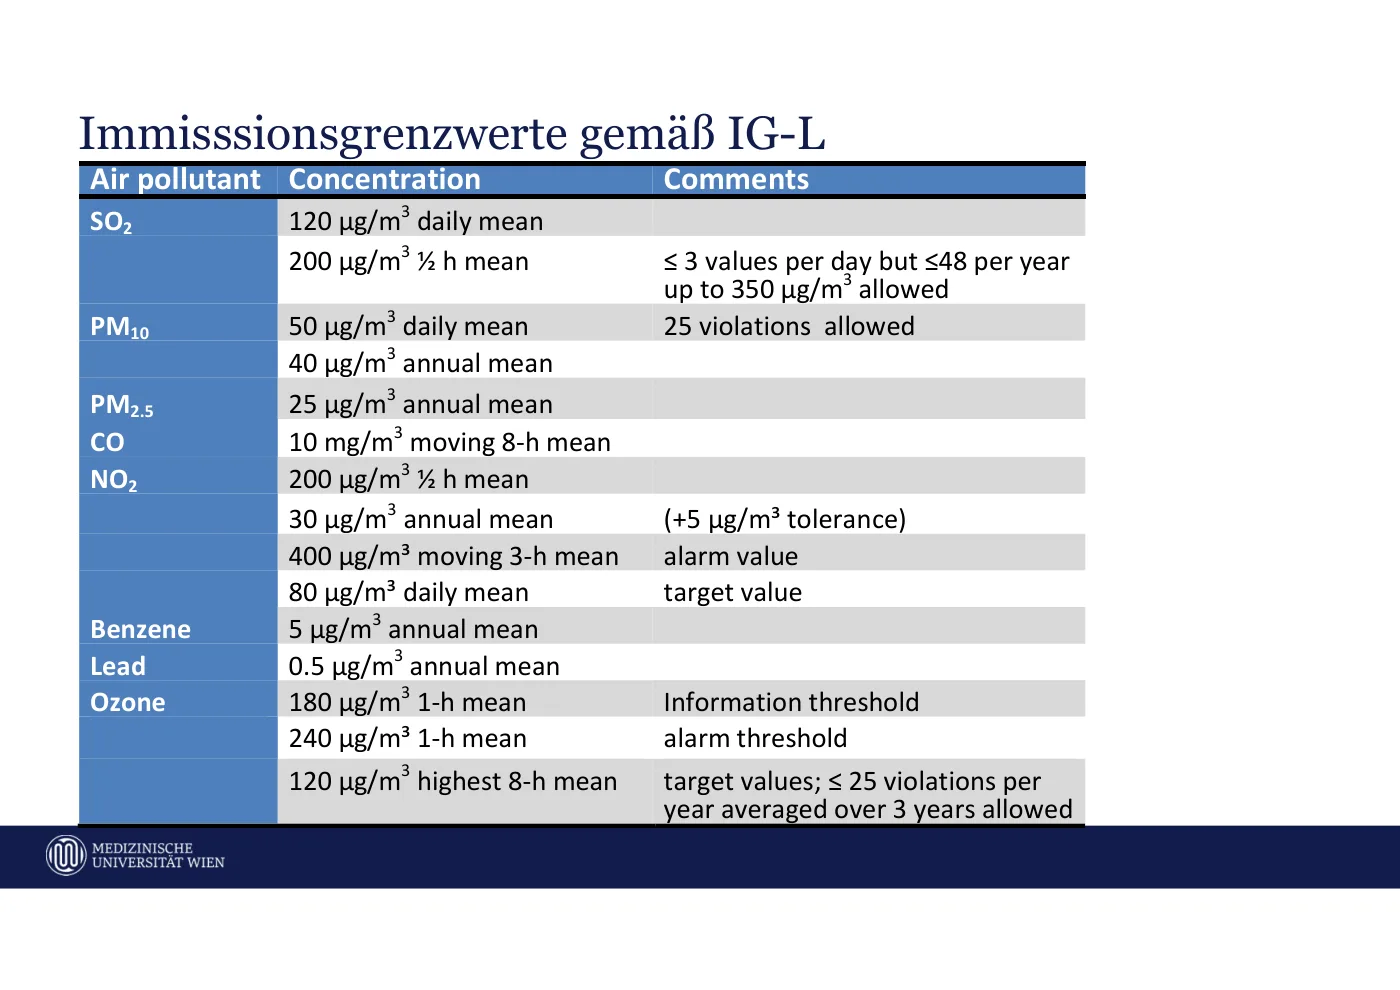 Immisssionsgrenzwerte gemäß IG-L
Air pollutant Concentration Comments
SO₂ 120 µg/m³ daily mean
200 µg/m³ ½ h mean ≤ 3 values per day but ≤48 per year
up to 350 µg/m³ allowed
PM₁₀ 50 µg/m³ daily mean 25 violations allowed
40 µg/m³ annual mean
PM₂.₅ 25 µg/m³ annual mean
CO 10 mg/m³ moving 8-h mean
NO₂ 200 µg/m³ ½ h mean
30 µg/m³ annual mean (+5 µg/m³ tolerance)
400 µg/m³ moving 3-h mean alarm value
80 µg/m³ daily mean target value
Benzene 5 µg/m³ annual mean
Lead 0.5 µg/m³ annual mean
Ozone 180 µg/m³ 1-h mean Information threshold
240 µg/m³ 1-h mean alarm threshold
120 µg/m³ highest 8-h mean target values; ≤ 25 violations per
year averaged over 3 years allowed
MEDIZINISCHE
UNIVERSITÄT WIEN